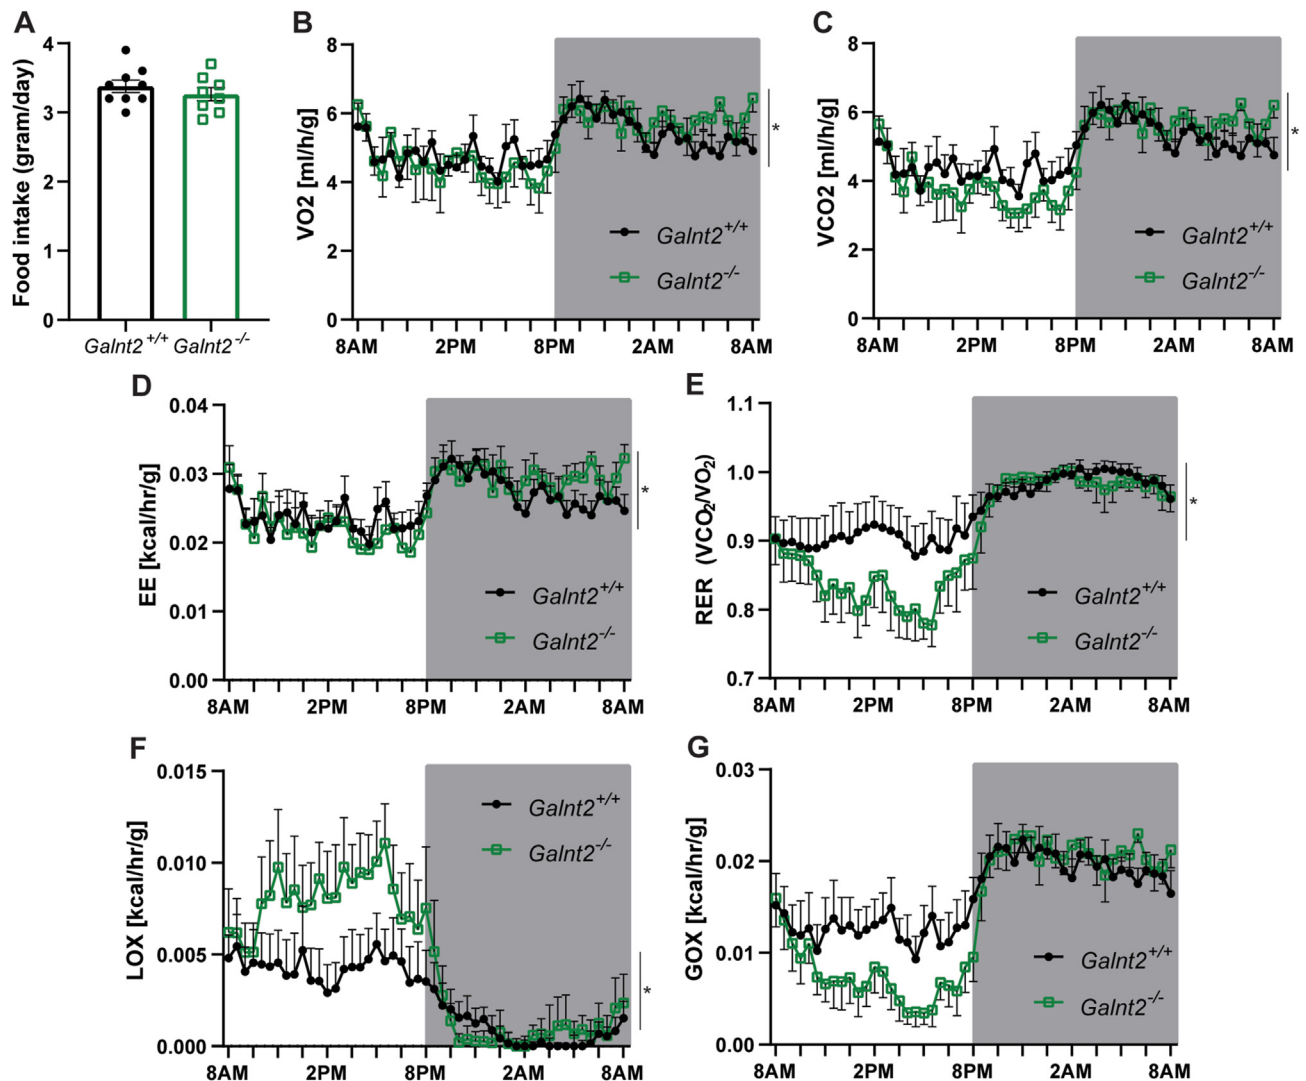 A
Food intake (gram/day)
4
3
2
1
0
Galnt2+/+ Galnt2-/-
B
VO2 [ml/h/g]
8
6
4
2
0
*
Galnt2+/+
Galnt2-/-
8AM 2PM 8PM 2AM 8AM
C
VCO2 [ml/h/g]
8
6
4
2
0
*
Galnt2+/+
Galnt2-/-
8AM 2PM 8PM 2AM 8AM
D
EE [kcal/hr/g]
0.04
0.03
0.02
0.01
0.00
*
Galnt2+/+
Galnt2-/-
8AM 2PM 8PM 2AM 8AM
E
RER (VCO2/VO2)
1.1
1.0
0.9
0.8
0.7
*
Galnt2+/+
Galnt2-/-
8AM 2PM 8PM 2AM 8AM
F
LOX [kcal/hr/g]
0.015
0.010
0.005
0.000
Galnt2+/+
Galnt2-/-
*
8AM 2PM 8PM 2AM 8AM
G
GOX [kcal/hr/g]
0.03
0.02
0.01
0.00
Galnt2+/+
Galnt2-/-
8AM 2PM 8PM 2AM 8AM